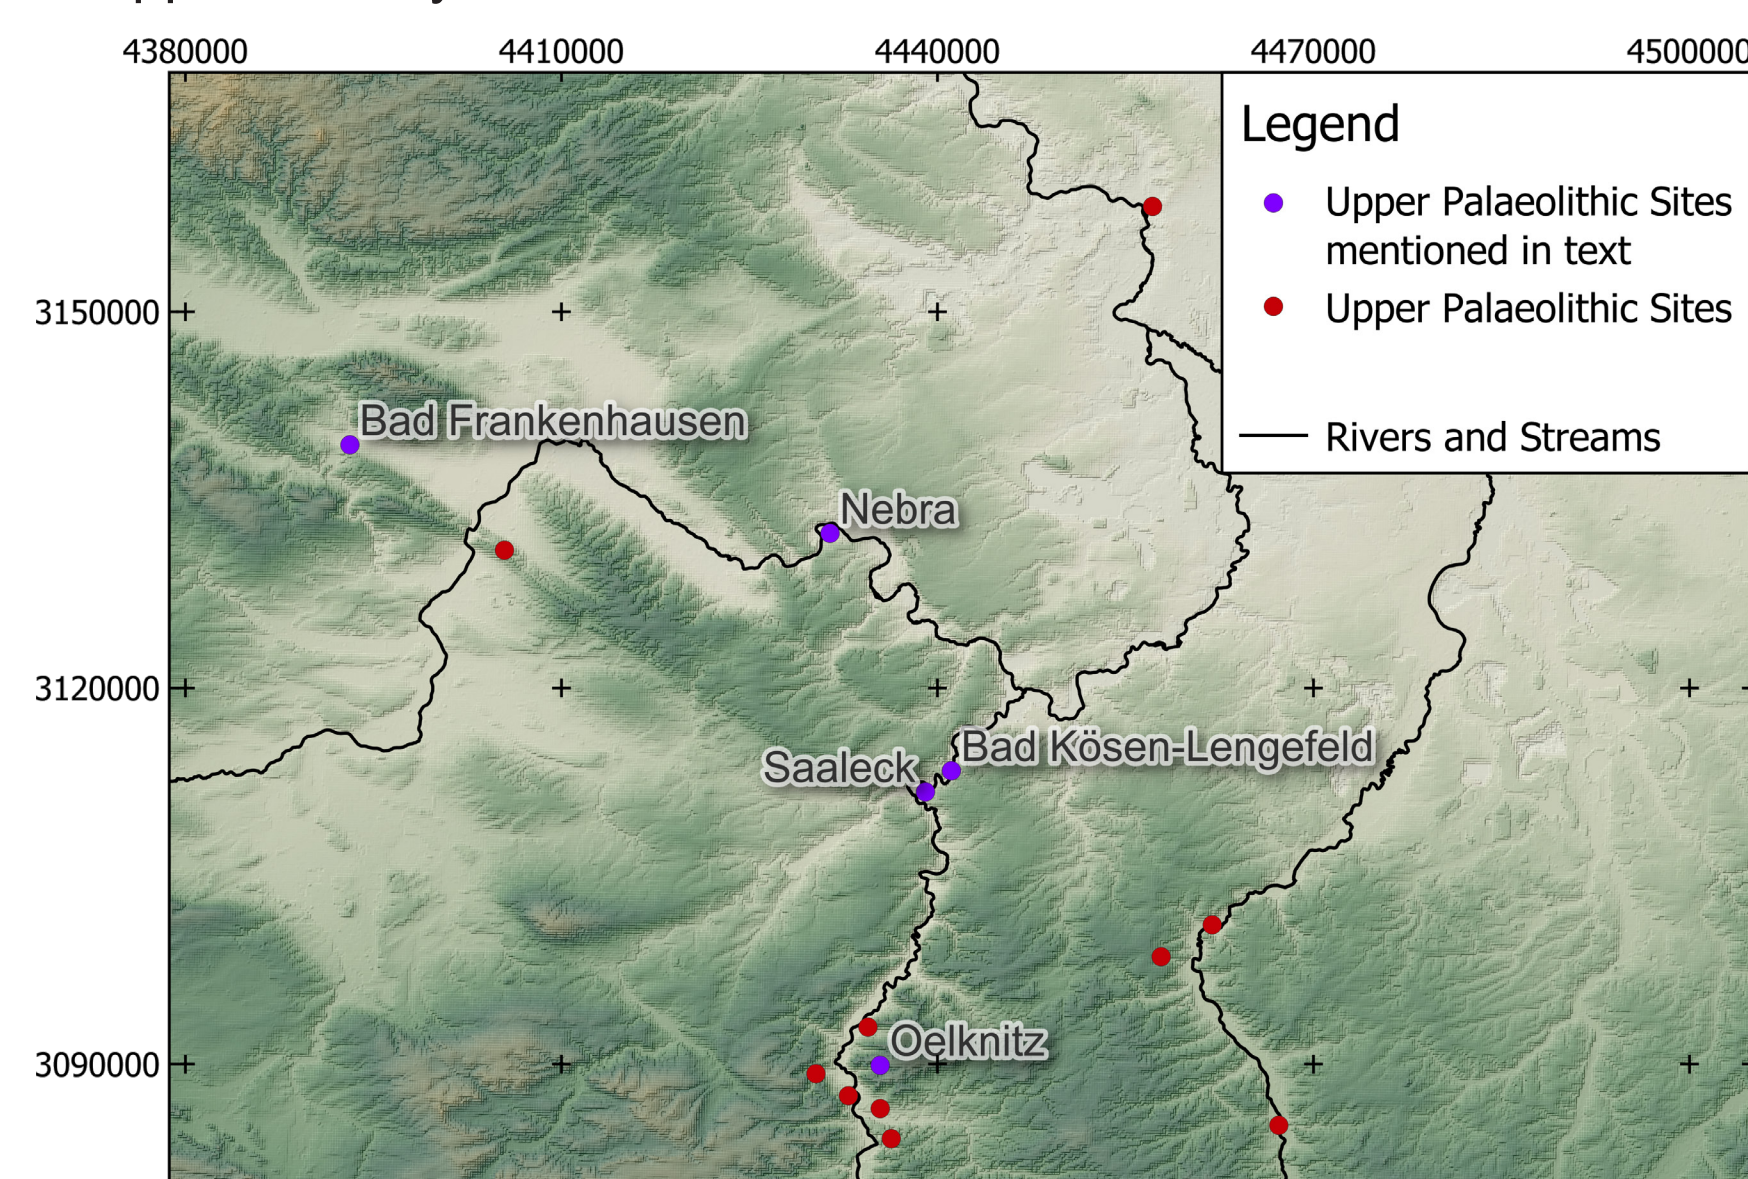 4380000 4410000 4440000 4470000 4500000
Legend
Upper Palaeolithic Sites
mentioned in text
Upper Palaeolithic Sites
Rivers and Streams
3150000
Bad Frankenhausen
Nebra
3120000
Bad Kösen-Lengefeld
Saaleck
Oelknitz
3090000